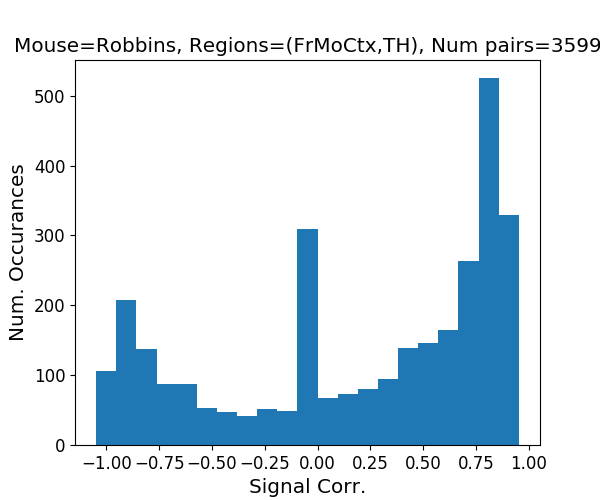 Mouse=Robbins, Regions=(FrMoCtx,TH), Num pairs=3599
500
400
300
200
100
0
Num. Occurances
−1.00 −0.75 −0.50 −0.25 0.00 0.25 0.50 0.75 1.00
Signal Corr.